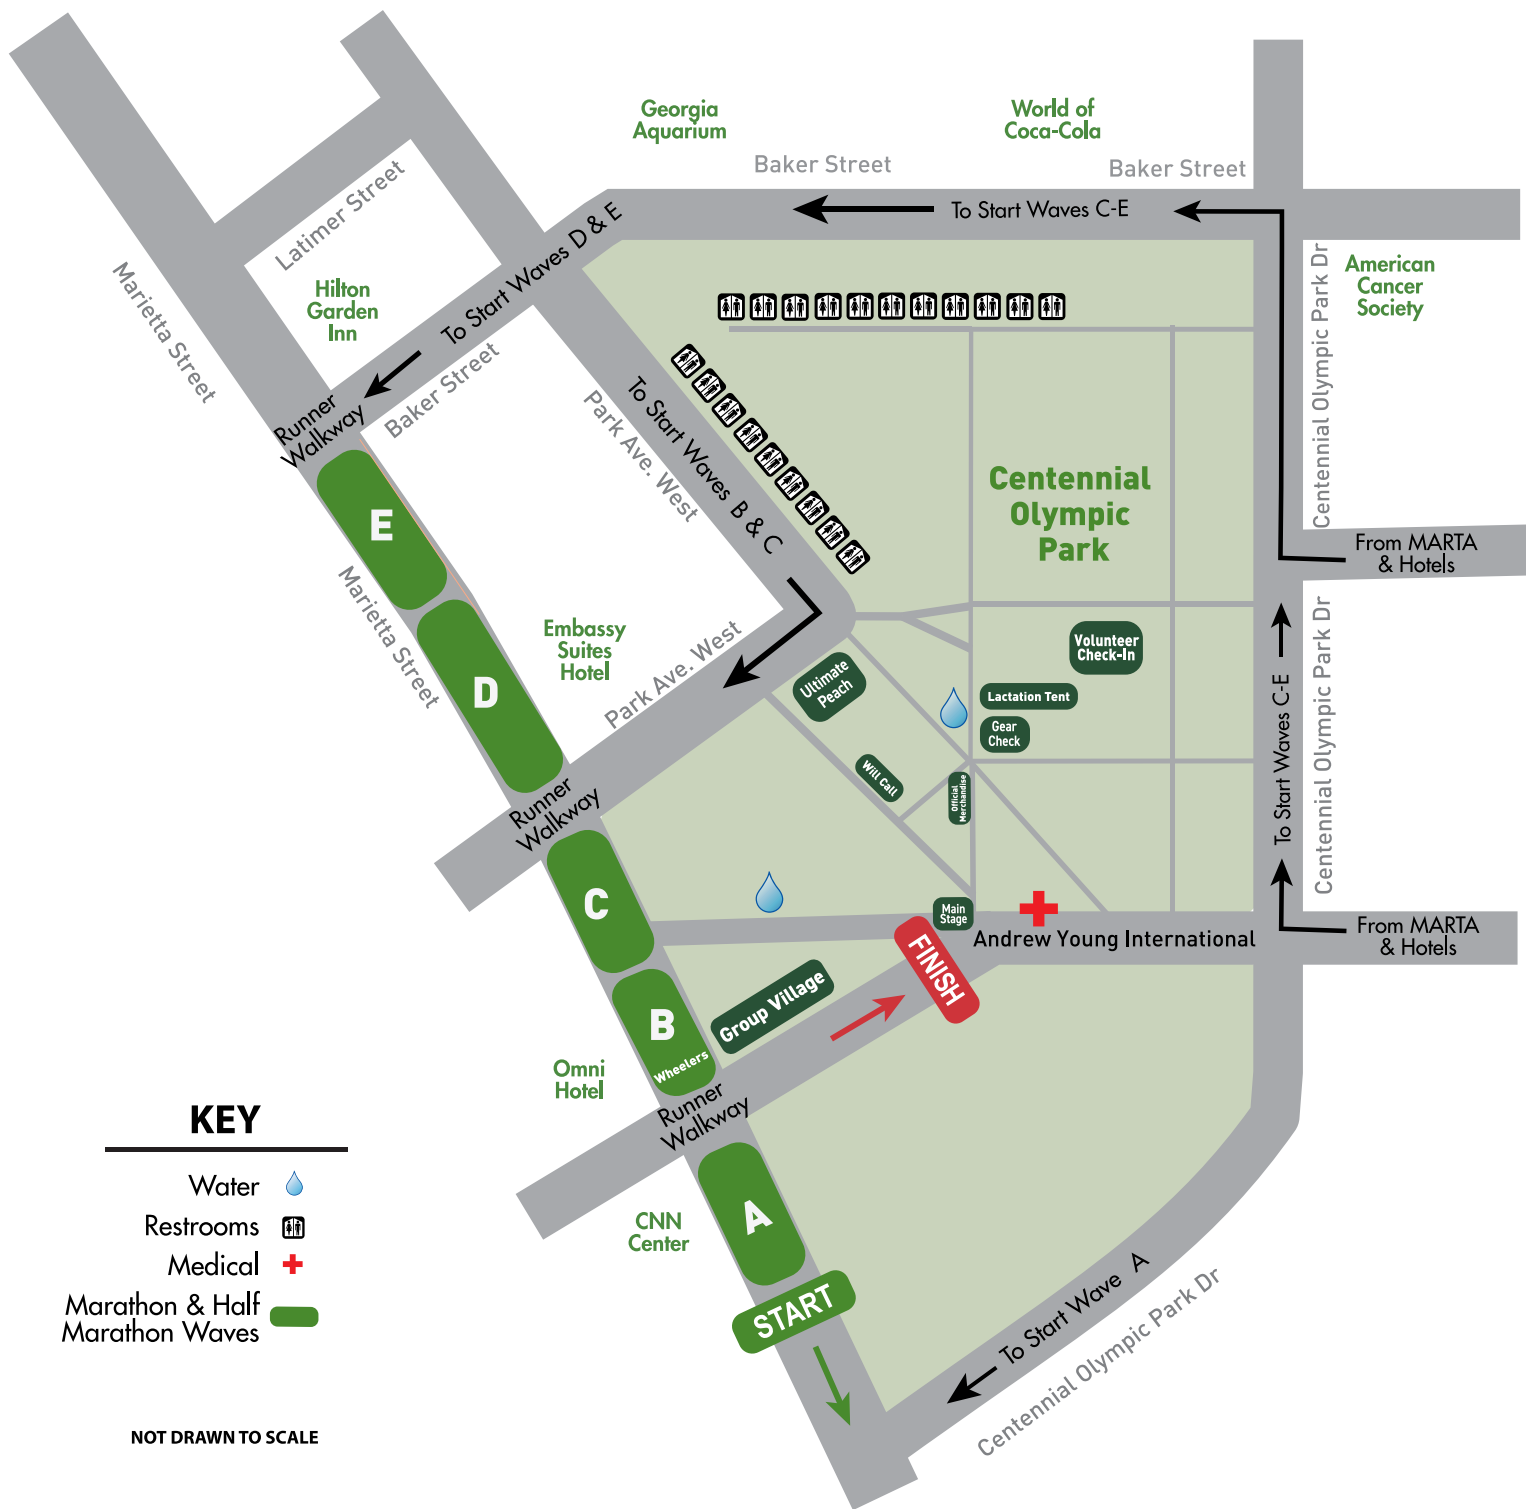 Georgia
Aquarium
World of
Coca-Cola
Baker Street
Baker Street
To Start Waves C-E
To Start Waves D & E
Latimer Street
Marietta Street
Hilton
Garden
Inn
American
Cancer
Society
Centennial Olympic Park Dr
Baker Street
Runner
Walkway
To Start Waves B & C
Park Ave. West
Centennial
Olympic
Park
From MARTA
& Hotels
E
Marietta Street
D
Embassy
Suites
Hotel
Park Ave. West
Ultimate
Peach
Volunteer
Check-In
Lactation Tent
Gear
Check
Will Call
Official
Merchandise
To Start Waves C-E
Centennial Olympic Park Dr
Runner
Walkway
C
Main
Stage
Andrew Young International
From MARTA
& Hotels
FINISH
Group Village
B
Wheelers
Omni
Hotel
Runner
Walkway
A
CNN
Center
START
To Start Wave A
Centennial Olympic Park Dr
KEY
Water
Restrooms
Medical
Marathon & Half
Marathon Waves
NOT DRAWN TO SCALE